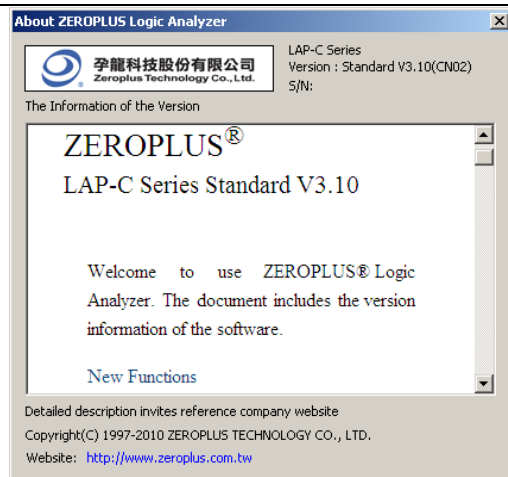 About ZEROPLUS Logic Analyzer
孕龍科技股份有限公司
Zeroplus Technology Co., Ltd.
LAP-C Series
Version : Standard V3.10(CN02)
S/N:
The Information of the Version
ZEROPLUS®
LAP-C Series Standard V3.10
Welcome to use ZEROPLUS® Logic
Analyzer. The document includes the version
information of the software.
New Functions
Detailed description invites reference company website
Copyright(C) 1997-2010 ZEROPLUS TECHNOLOGY CO., LTD.
Website: http://www.zeroplus.com.tw